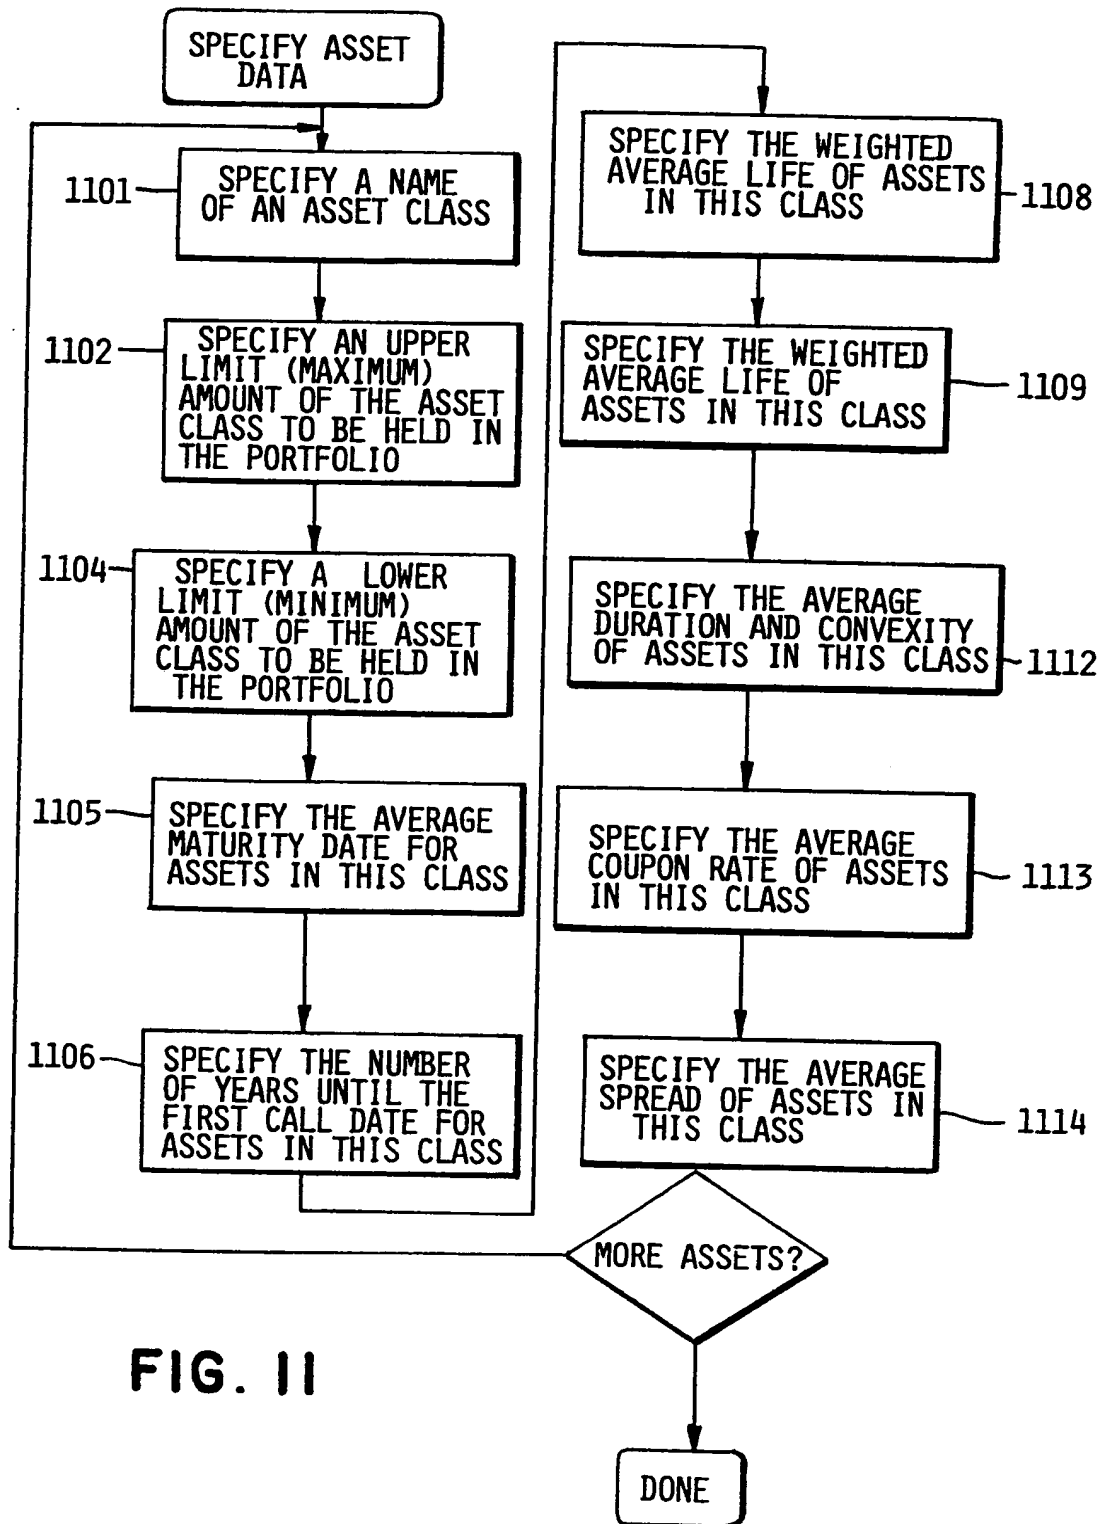 SPECIFY ASSET
DATA
1101
SPECIFY A NAME
OF AN ASSET CLASS
1102
SPECIFY AN UPPER
LIMIT (MAXIMUM)
AMOUNT OF THE ASSET
CLASS TO BE HELD IN
THE PORTFOLIO
1104
SPECIFY A LOWER
LIMIT (MINIMUM)
AMOUNT OF THE ASSET
CLASS TO BE HELD IN
THE PORTFOLIO
1105
SPECIFY THE AVERAGE
MATURITY DATE FOR
ASSETS IN THIS CLASS
1106
SPECIFY THE NUMBER
OF YEARS UNTIL THE
FIRST CALL DATE FOR
ASSETS IN THIS CLASS
SPECIFY THE WEIGHTED
AVERAGE LIFE OF ASSETS
IN THIS CLASS
1108
SPECIFY THE WEIGHTED
AVERAGE LIFE OF
ASSETS IN THIS CLASS
1109
SPECIFY THE AVERAGE
DURATION AND CONVEXITY
OF ASSETS IN THIS CLASS
1112
SPECIFY THE AVERAGE
COUPON RATE OF ASSETS
IN THIS CLASS
1113
SPECIFY THE AVERAGE
SPREAD OF ASSETS IN
THIS CLASS
1114
MORE ASSETS?
DONE
FIG. 11